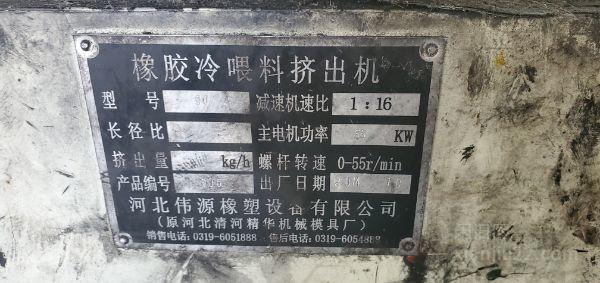 橡胶冷喂料挤出机
型 号 90 减速机速比 1:16
长径比 主电机功率 55 KW
挤出量 kg/h 螺杆转速 0-55r/min
产品编号 出厂日期
河北伟源橡塑设备有限公司
(原河北清河精华机械模具厂)
销售电话:0319-6051888 售后电话:0319-6054888